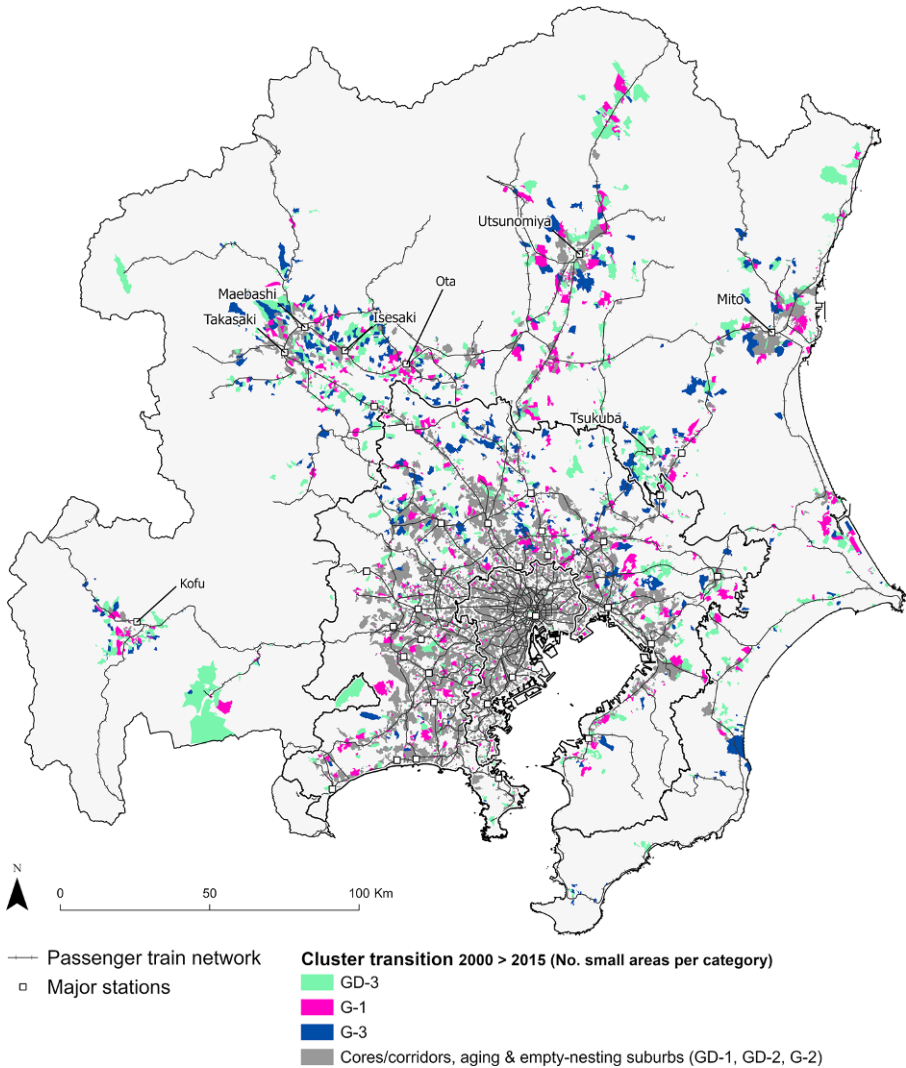 Utsunomiya
Ota
Maebashi
Isesaki
Takasaki
Mito
Tsukuba
Kofu
N
0 50 100 Km
Passenger train network
Major stations
Cluster transition 2000 > 2015 (No. small areas per category)
GD-3
G-1
G-3
Cores/corridors, aging & empty-nesting suburbs (GD-1, GD-2, G-2)